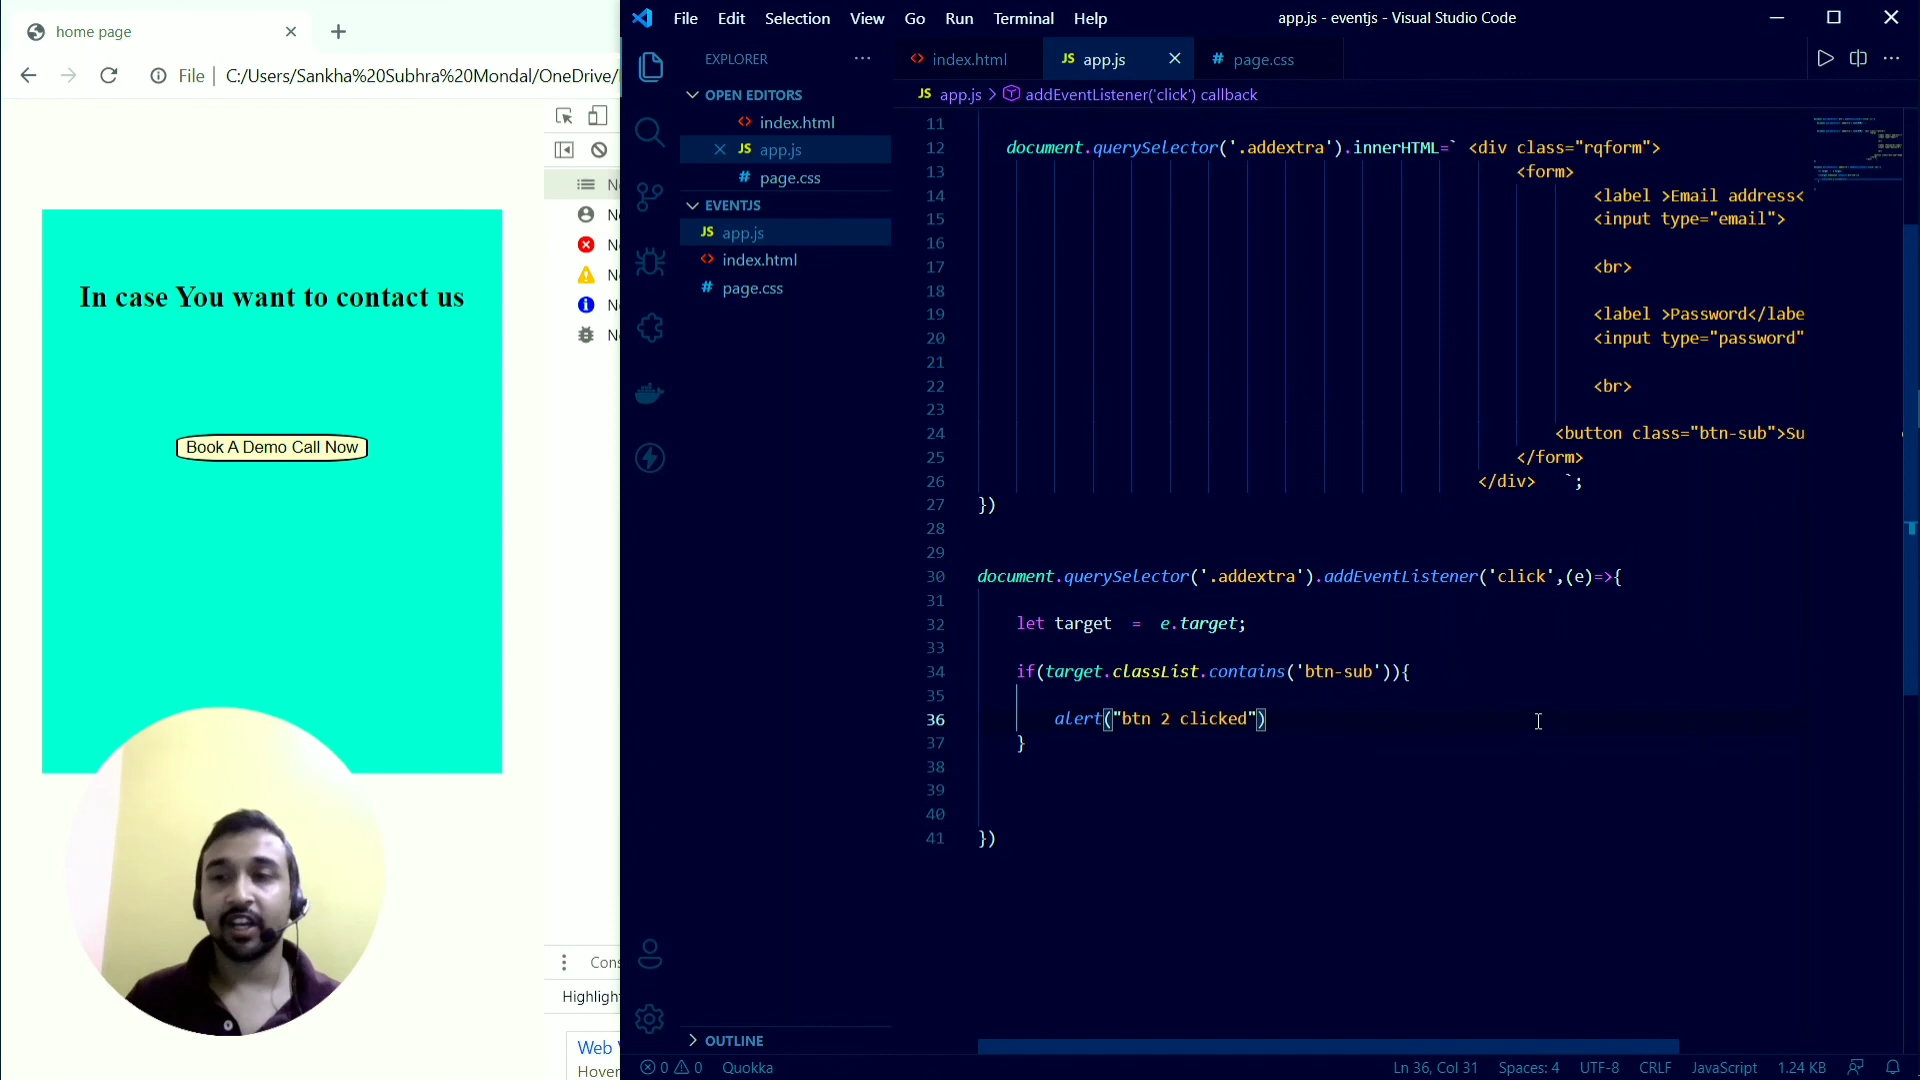 home page
File
C:/Users/Sankha%20Subhra%20Mondal/OneDrive/
In case You want to contact us
Book A Demo Call Now
Cons
Highligh
Web
Hover
File Edit Selection View Go Run Terminal Help
app.js - eventjs - Visual Studio Code
EXPLORER
OPEN EDITORS
index.html
JS app.js
# page.css
EVENTJS
JS app.js
index.html
# page.css
OUTLINE
index.html
JS app.js
# page.css
JS app.js > addEventListener('click') callback
11
12 document.querySelector('.addextra').innerHTML=` <div class="rqform">
13 <form>
14 <label >Email address<
15 <input type="email">
16
17 <br>
18
19 <label >Password</labe
20 <input type="password"
21
22 <br>
23
24 <button class="btn-sub">Su
25 </form>
26 </div> `;
27 })
28
29
30 document.querySelector('.addextra').addEventListener('click',(e)=>{
31
32 let target = e.target;
33
34 if(target.classList.contains('btn-sub')){
35
36 alert("btn 2 clicked")
37 }
38
39
40
41 })
0 0 Quokka
Ln 36, Col 31 Spaces: 4 UTF-8 CRLF JavaScript 1.24 KB